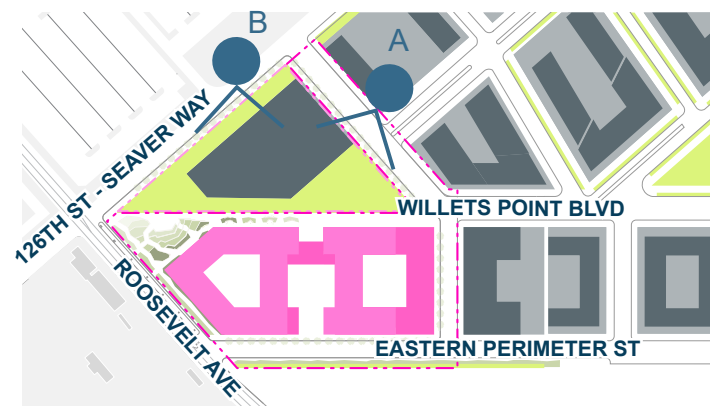 B
A
126TH ST - SEAVER WAY
WILLETS POINT BLVD
ROOSEVELT AVE
EASTERN PERIMETER ST